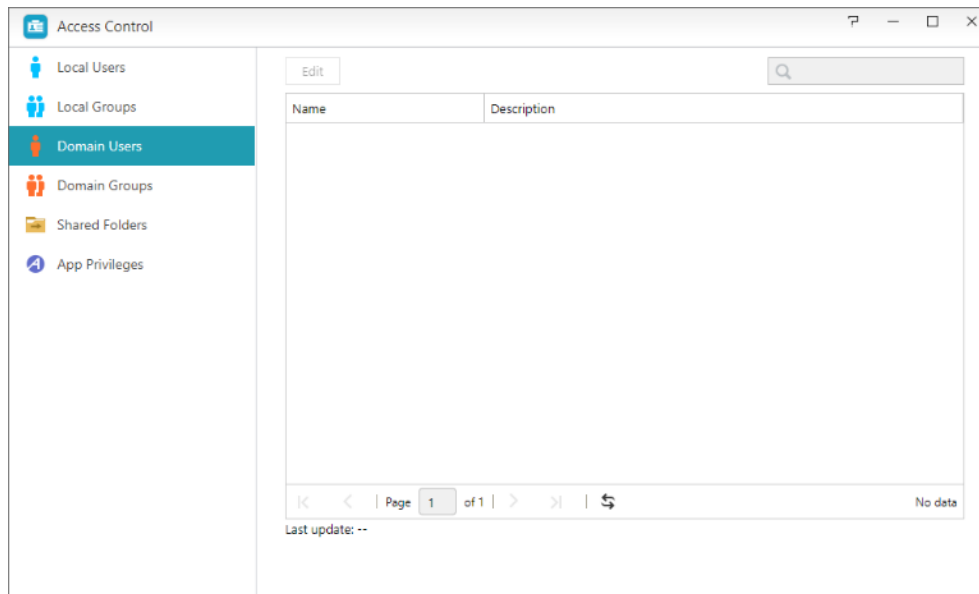 Access Control
Local Users
Local Groups
Domain Users
Domain Groups
Shared Folders
App Privileges
Edit
Name Description
Page 1 of 1 No data
Last update: --